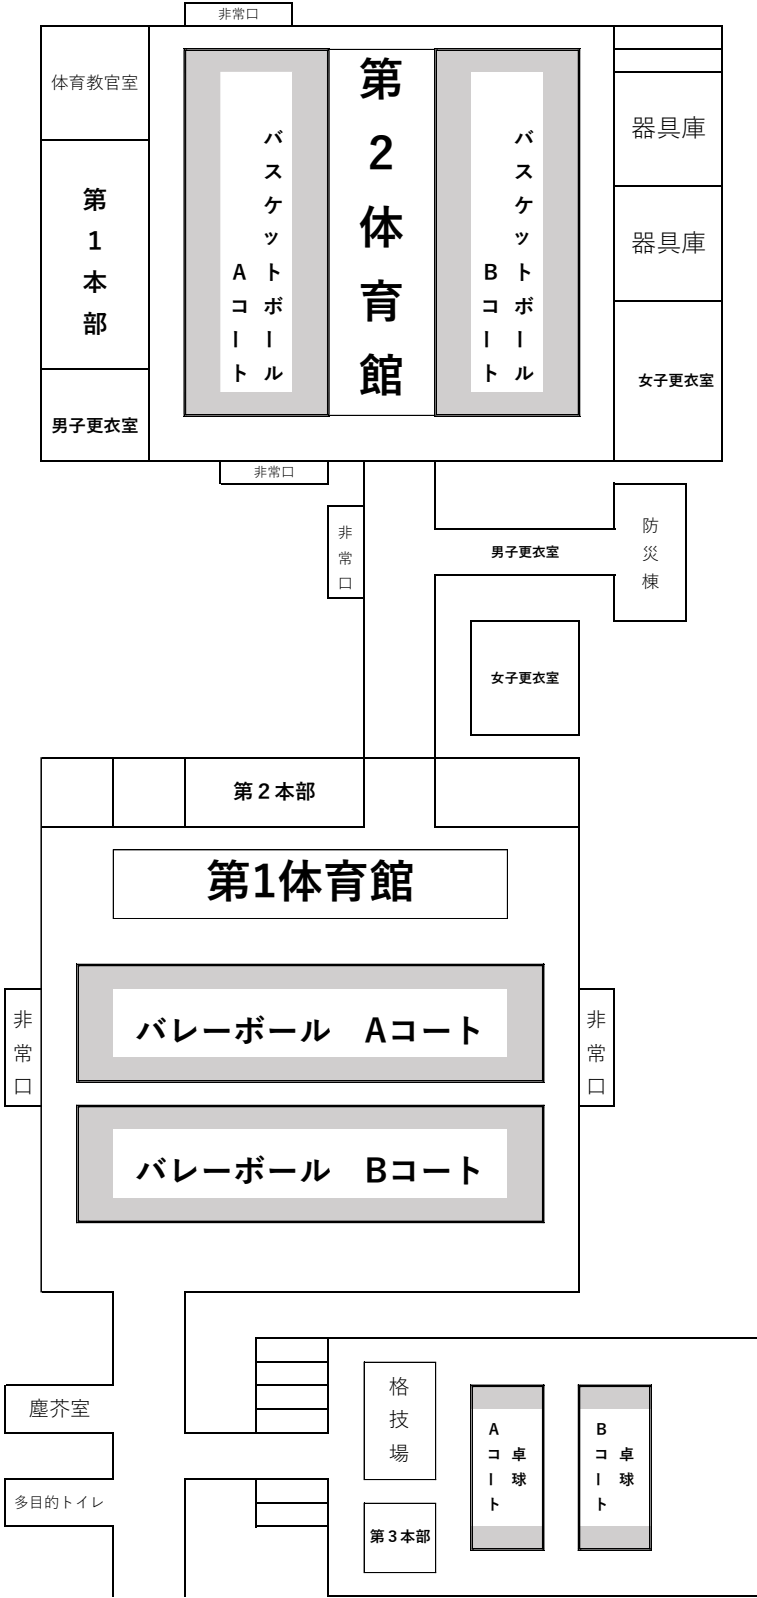 非常口
体育教官室
第1本部
男子更衣室
バスケットボール
Aコート
第2体育館
バスケットボール
Bコート
器具庫
器具庫
女子更衣室
非常口
非常口
男子更衣室
防災棟
女子更衣室
第2本部
第1体育館
非常口
バレーボール　Aコート
非常口
バレーボール　Bコート
塵芥室
多目的トイレ
格技場
第3本部
卓球
Aコート
卓球
Bコート